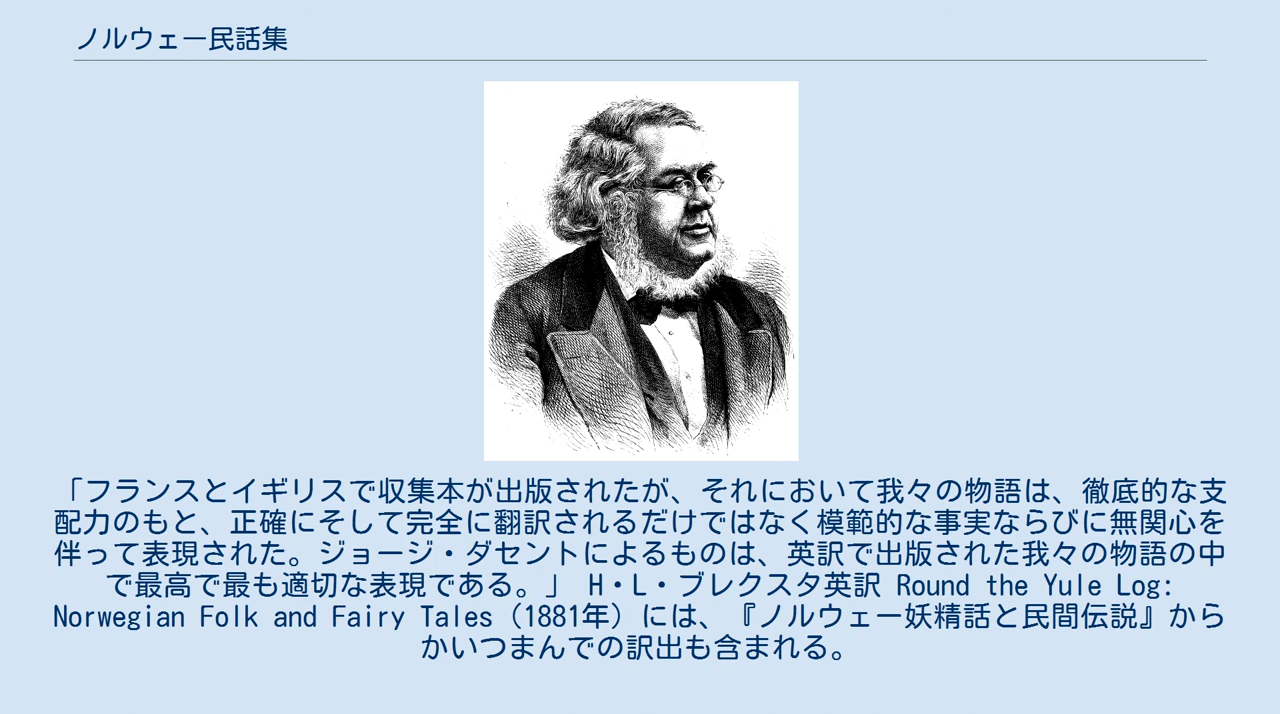 ノルウェー民話集
「フランスとイギリスで収集本が出版されたが、それにおいて我々の物語は、徹底的な支
配力のもと、正確にそして完全に翻訳されるだけではなく模範的な事実ならびに無関心を
伴って表現された。ジョージ・ダセントによるものは、英訳で出版された我々の物語の中
で最高で最も適切な表現である。」 H・L・ブレクスタ英訳 Round the Yule Log:
Norwegian Folk and Fairy Tales（1881年）には、『ノルウェー妖精話と民間伝説』から
かいつまんでの訳出も含まれる。